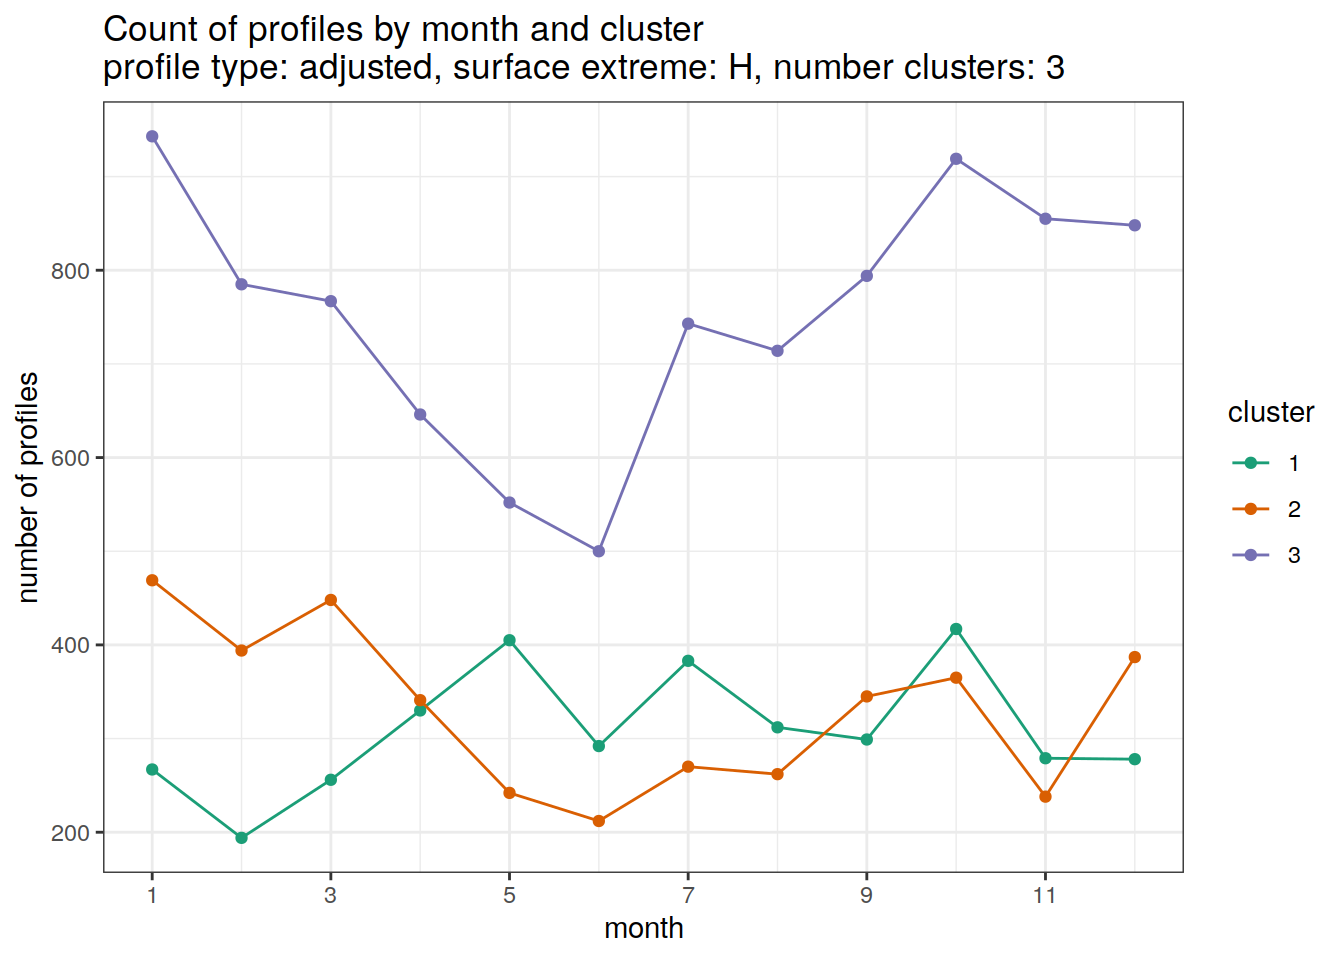 Count of profiles by month and cluster
profile type: adjusted, surface extreme: H, number clusters: 3
number of profiles
800
600
400
200
1 3 5 7 9 11
month
cluster
1
2
3